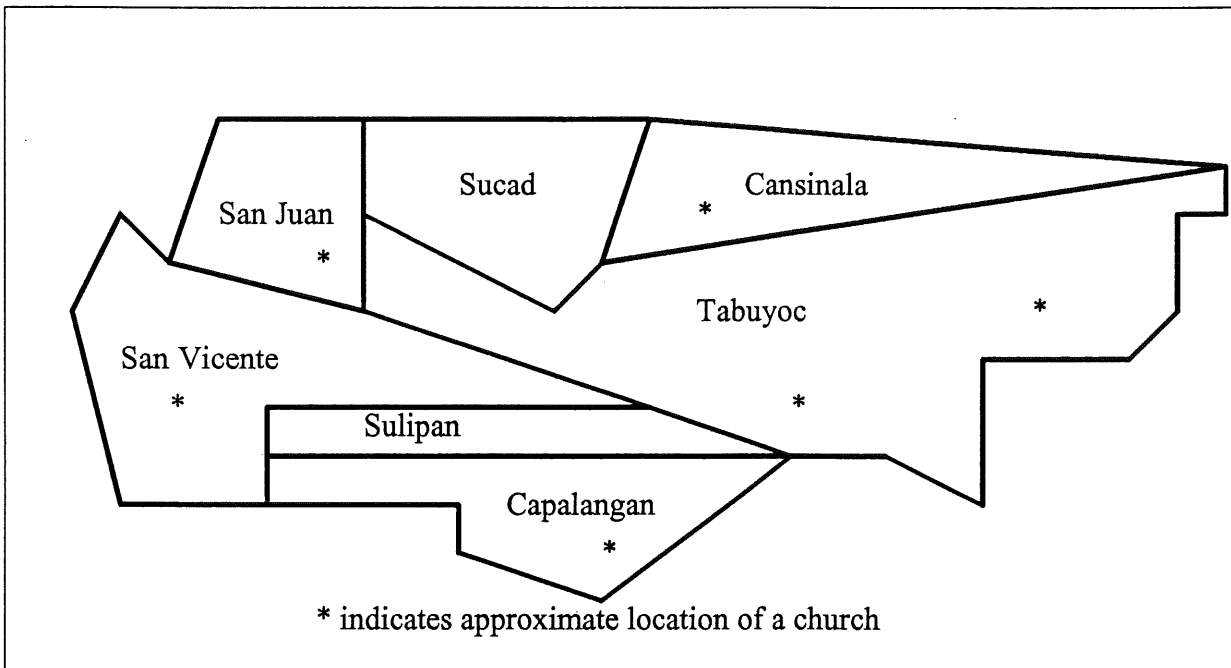 Sucad
Cansinala
San Juan
*
*
Tabuyoc
*
San Vicente
*
*
Sulipan
Capalangan
*
* indicates approximate location of a church